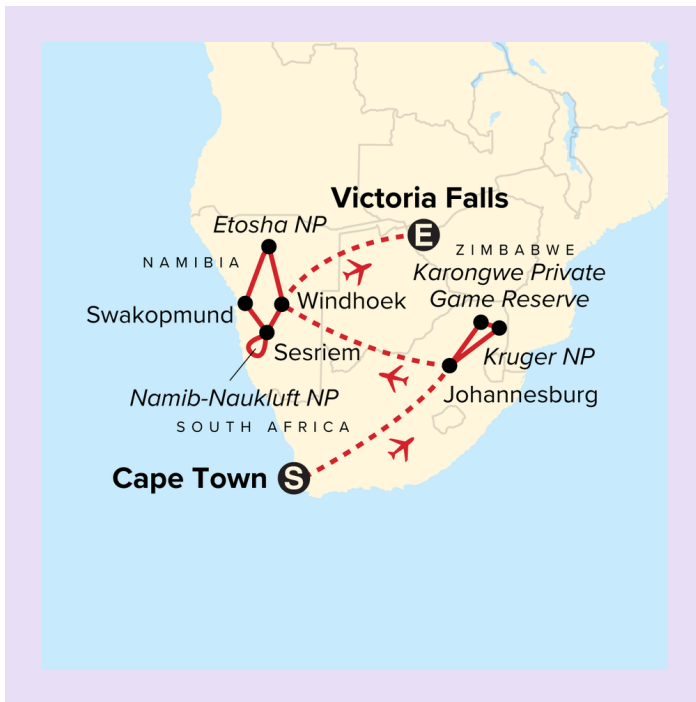 Victoria Falls
E
Etosha NP
ZIMBABWE
NAMIBIA
Karongwe Private
Game Reserve
Windhoek
Swakopmund
Sesriem
Kruger NP
Namib-Naukluft NP
Johannesburg
SOUTH AFRICA
Cape Town
S